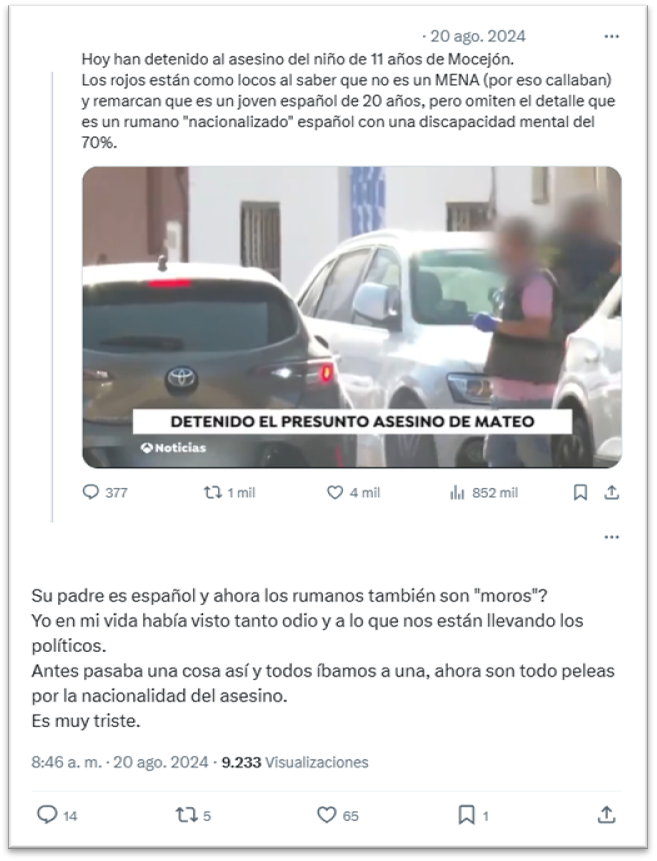 · 20 ago. 2024
Hoy han detenido al asesino del niño de 11 años de Mocejón.
Los rojos están como locos al saber que no es un MENA (por eso callaban)
y remarcan que es un joven español de 20 años, pero omiten el detalle que
es un rumano "nacionalizado" español con una discapacidad mental del
70%.
DETENIDO EL PRESUNTO ASESINO DE MATEO
Noticias
377 1 mil 4 mil 852 mil
Su padre es español y ahora los rumanos también son "moros"?
Yo en mi vida había visto tanto odio y a lo que nos están llevando los
políticos.
Antes pasaba una cosa así y todos íbamos a una, ahora son todo peleas
por la nacionalidad del asesino.
Es muy triste.
8:46 a. m. · 20 ago. 2024 · 9.233 Visualizaciones
14 5 65 1